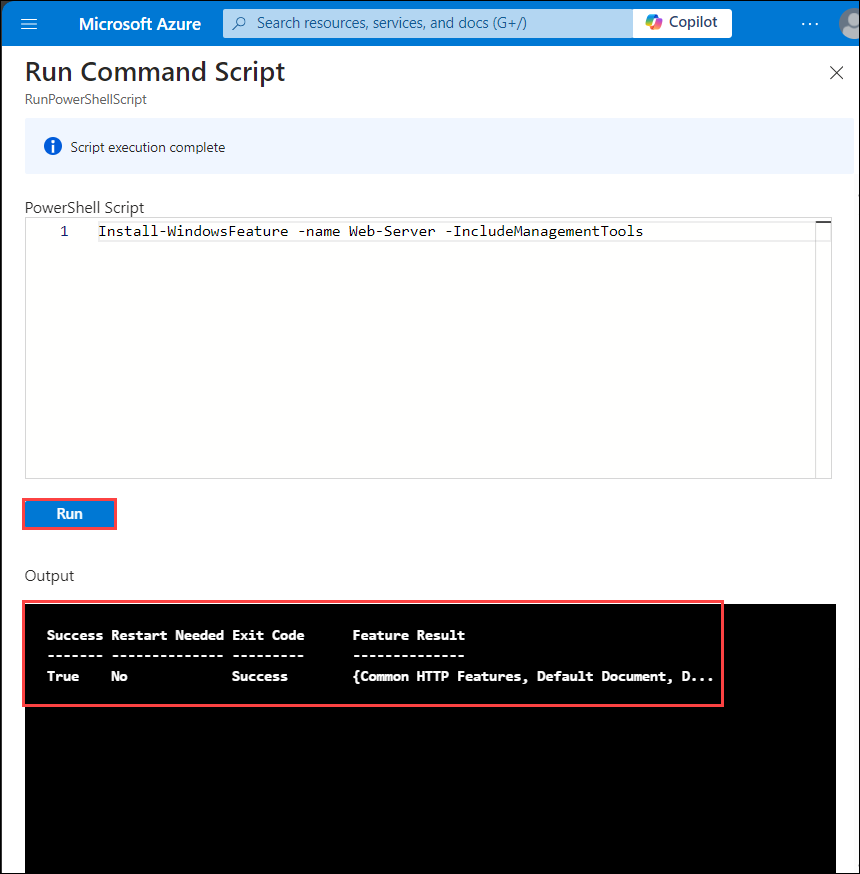 Microsoft Azure
Search resources, services, and docs (G+/)
Copilot
...
Run Command Script
RunPowerShellScript
Script execution complete
PowerShell Script
1 Install-WindowsFeature -name Web-Server -IncludeManagementTools
Run
Output
Success Restart Needed Exit Code Feature Result
------- -------------- --------- --------------
True No Success {Common HTTP Features, Default Document, D...